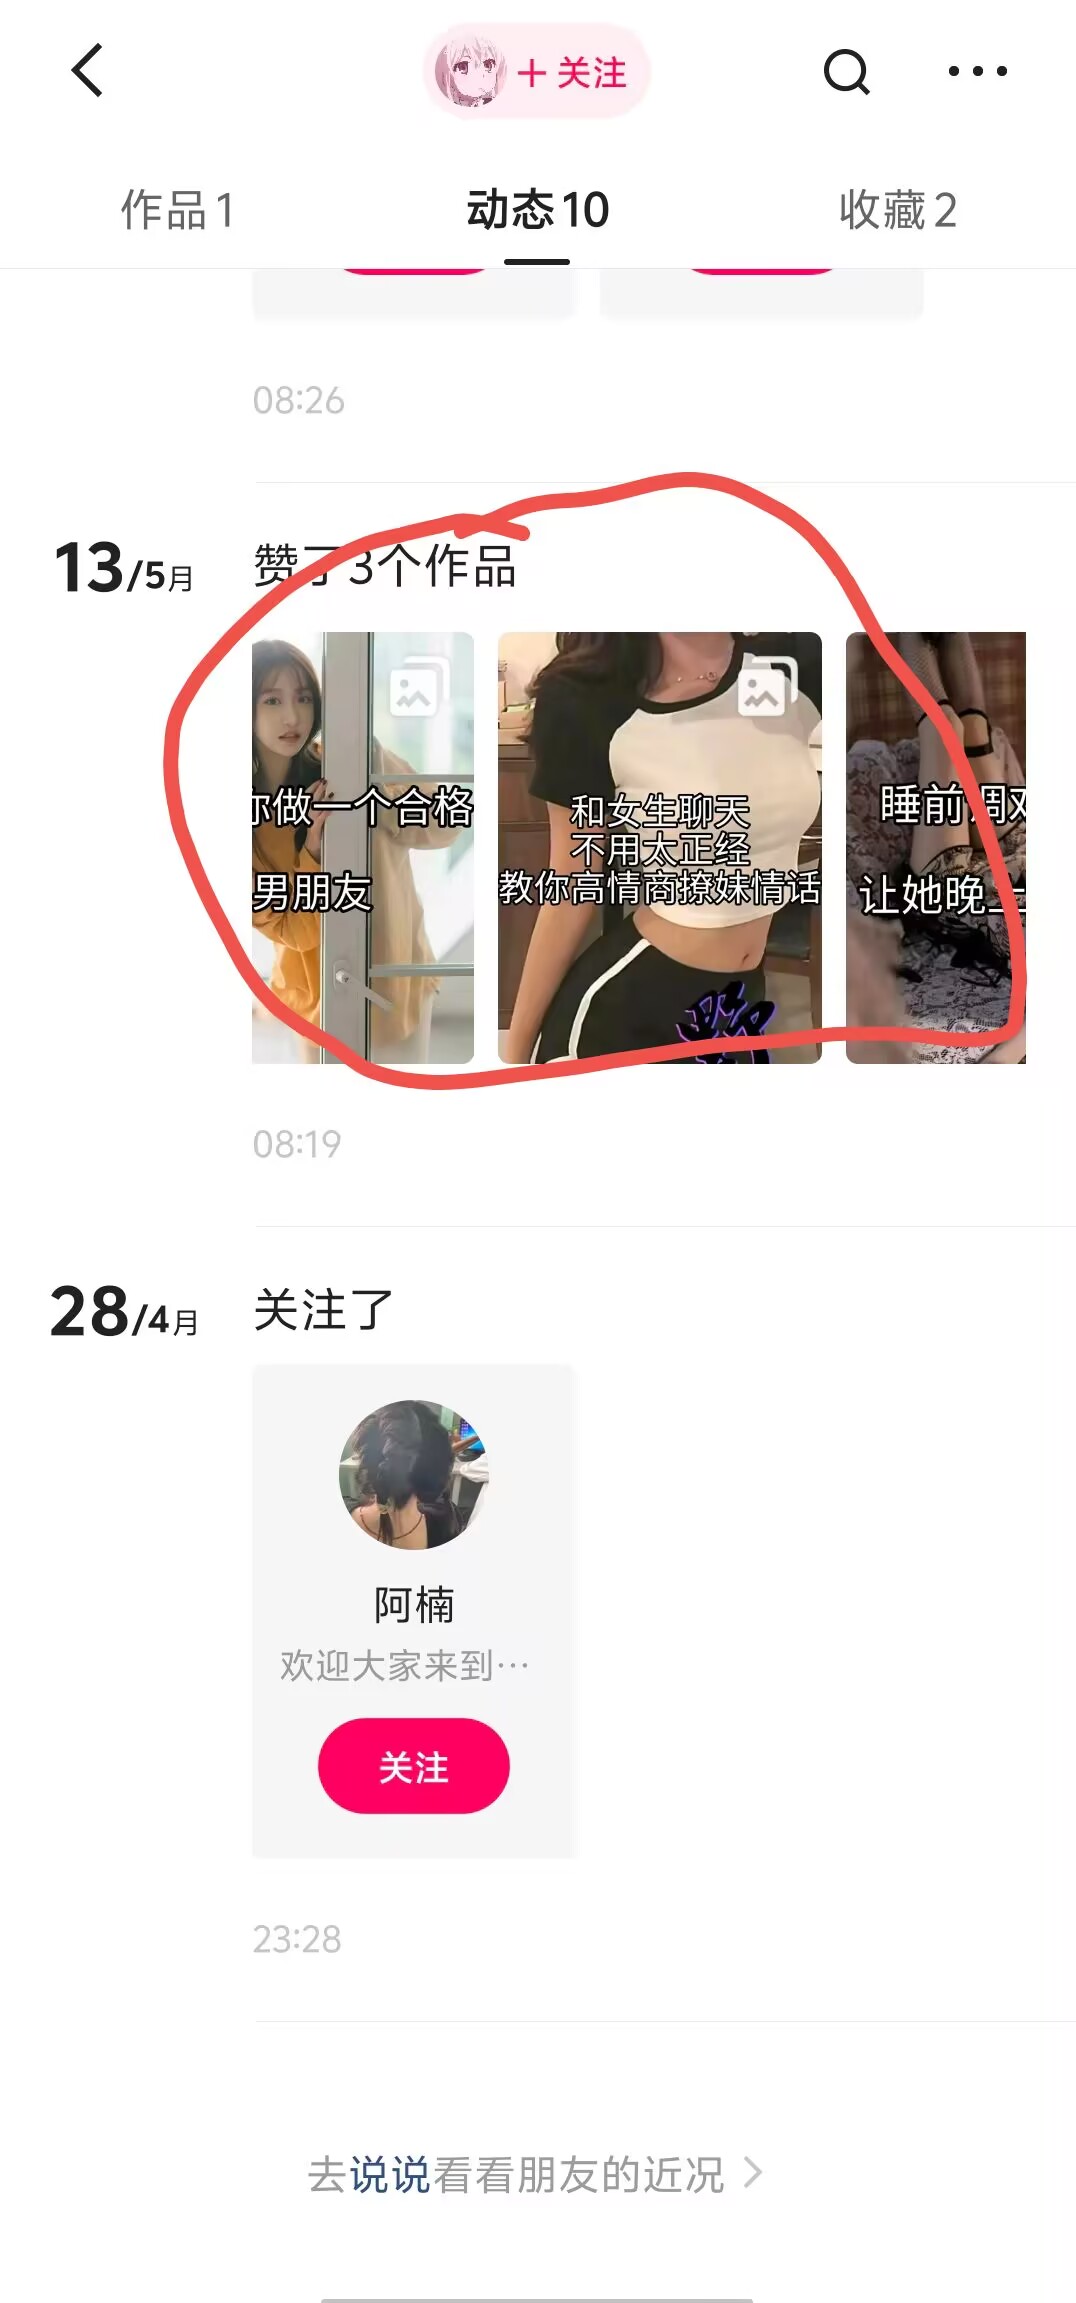 + 关注
作品 1
动态 10
收藏 2
08:26
13/5月
赞了3个作品
你做一个合格
男朋友
和女生聊天
不用太正经
教你高情商撩妹情话
野
睡前
让她晚上
08:19
28/4月
关注了
阿楠
欢迎大家来到…
关注
23:28
去说说看看朋友的近况 >